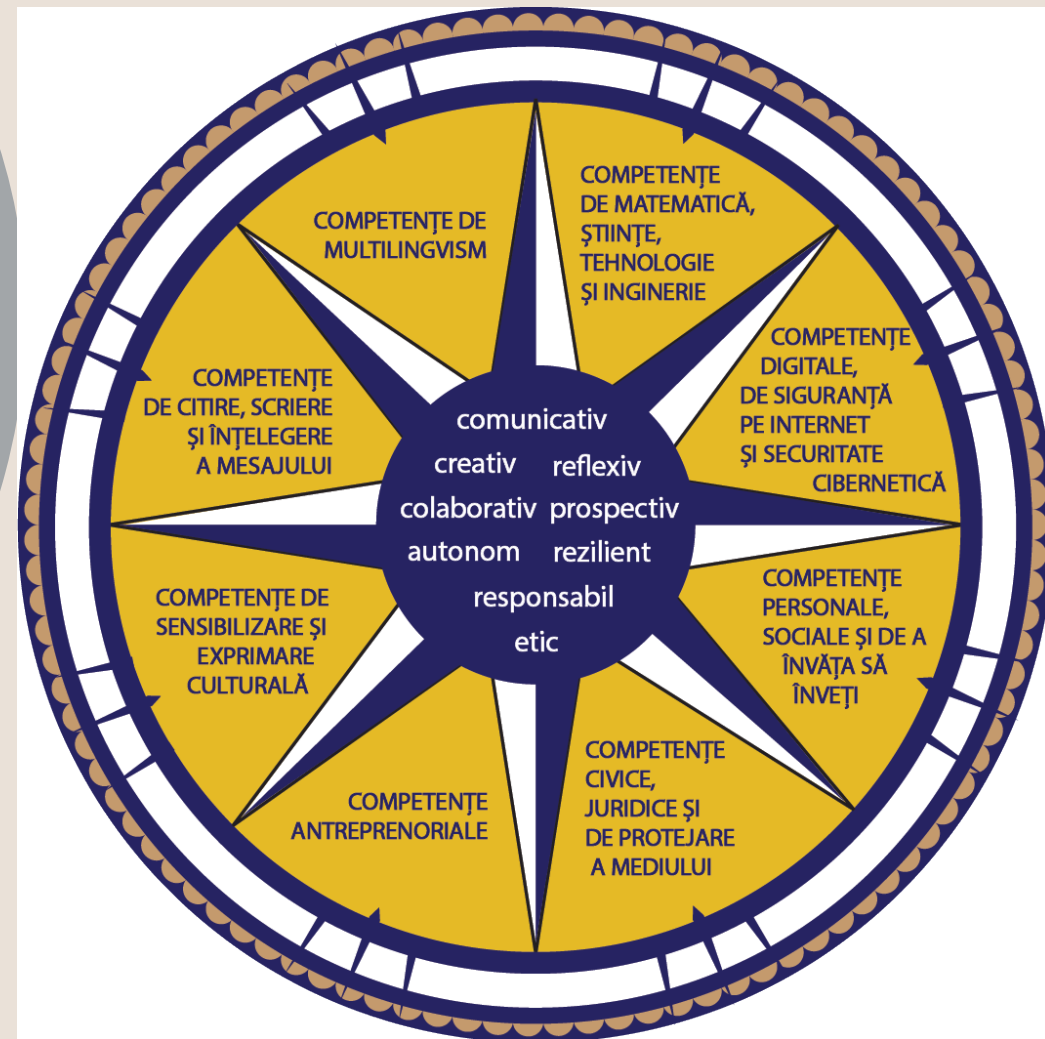 COMPETENȚE DE
MULTILINGVISM
COMPETENȚE
DE MATEMATICĂ,
ȘTIINȚE,
TEHNOLOGIE
ȘI INGINERIE
COMPETENȚE
DIGITALE,
DE SIGURANȚĂ
PE INTERNET
ȘI SECURITATE
CIBERNETICĂ
COMPETENȚE
PERSONALE,
SOCIALE ȘI DE A
ÎNVĂȚA SĂ
ÎNVEȚI
COMPETENȚE
CIVICE,
JURIDICE ȘI
DE PROTEJARE
A MEDIULUI
COMPETENȚE
ANTREPRENORIALE
COMPETENȚE DE
SENSIBILIZARE ȘI
EXPRIMARE
CULTURALĂ
COMPETENȚE
DE CITIRE, SCRIERE
ȘI ÎNȚELEGERE
A MESAJULUI
comunicativ
creativ reflexiv
colaborativ prospectiv
autonom rezilient
responsabil
etic